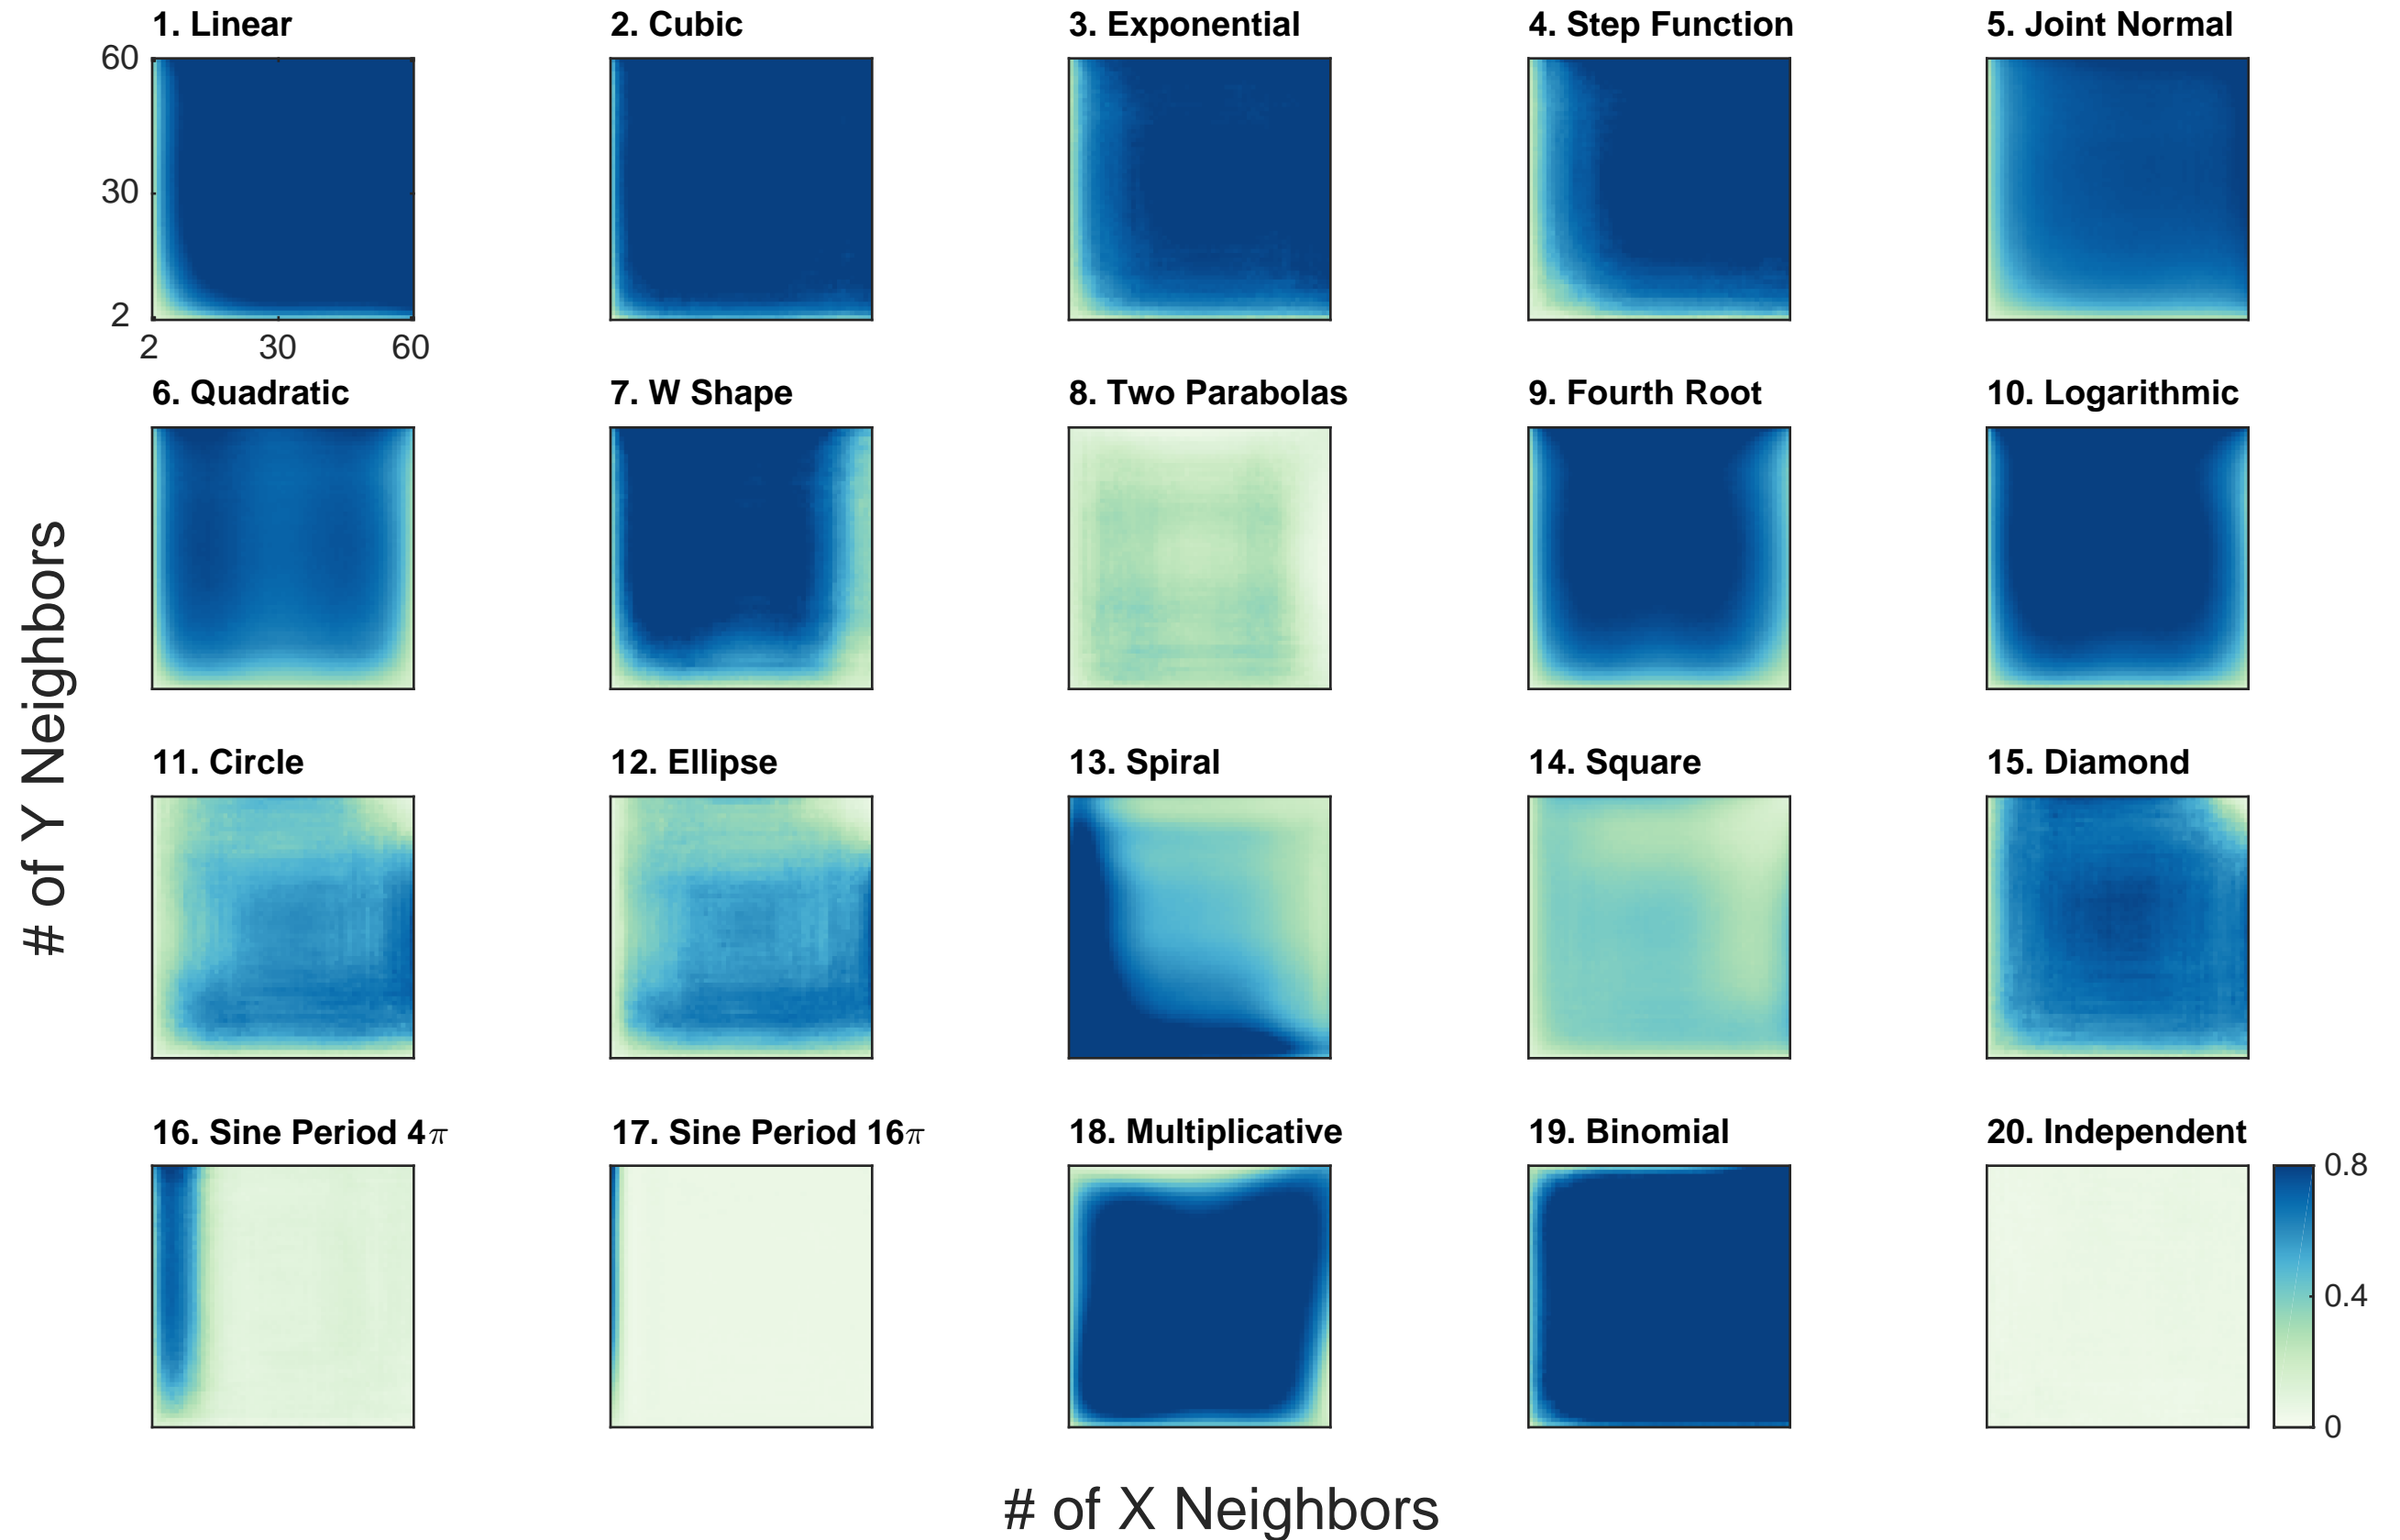 1. Linear
2. Cubic
3. Exponential
4. Step Function
5. Joint Normal
60
30
2
2
30
60
6. Quadratic
7. W Shape
8. Two Parabolas
9. Fourth Root
10. Logarithmic
# of Y Neighbors
11. Circle
12. Ellipse
13. Spiral
14. Square
15. Diamond
16. Sine Period 4π
17. Sine Period 16π
18. Multiplicative
19. Binomial
20. Independent
0.8
0.4
0
# of X Neighbors